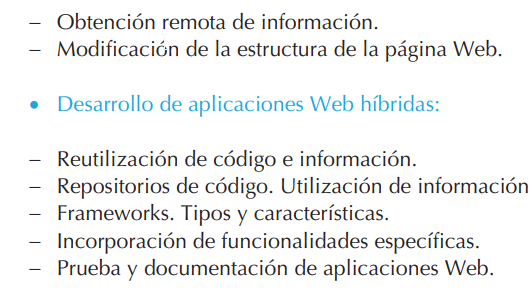 – Obtención remota de información.
– Modificación de la estructura de la página Web.
• Desarrollo de aplicaciones Web híbridas:
– Reutilización de código e información.
– Repositorios de código. Utilización de información
– Frameworks. Tipos y características.
– Incorporación de funcionalidades específicas.
– Prueba y documentación de aplicaciones Web.